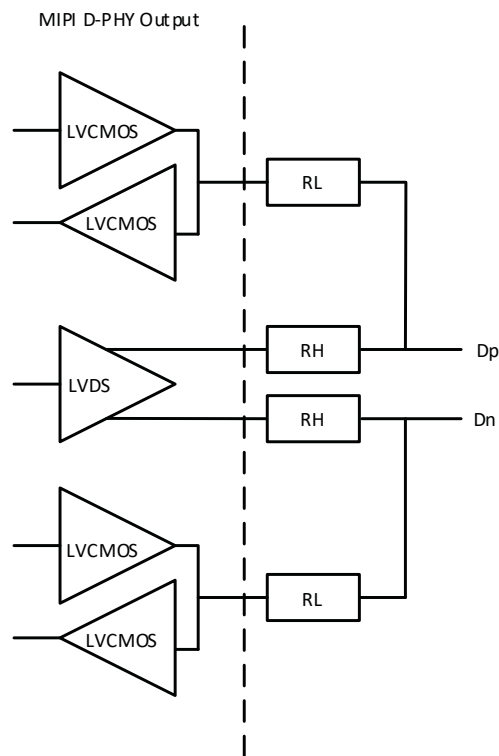 MIPI D-PHY Output
LVCMOS
RL
LVCMOS
RH
Dp
LVDS
RH
Dn
LVCMOS
RL
LVCMOS